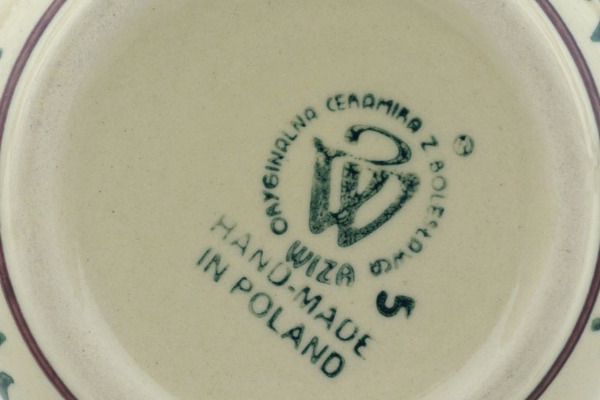 ORYGINALNA CERAMIKA Z BOLESŁAWCA
R
W
WIZA
5
HAND-MADE
IN POLAND